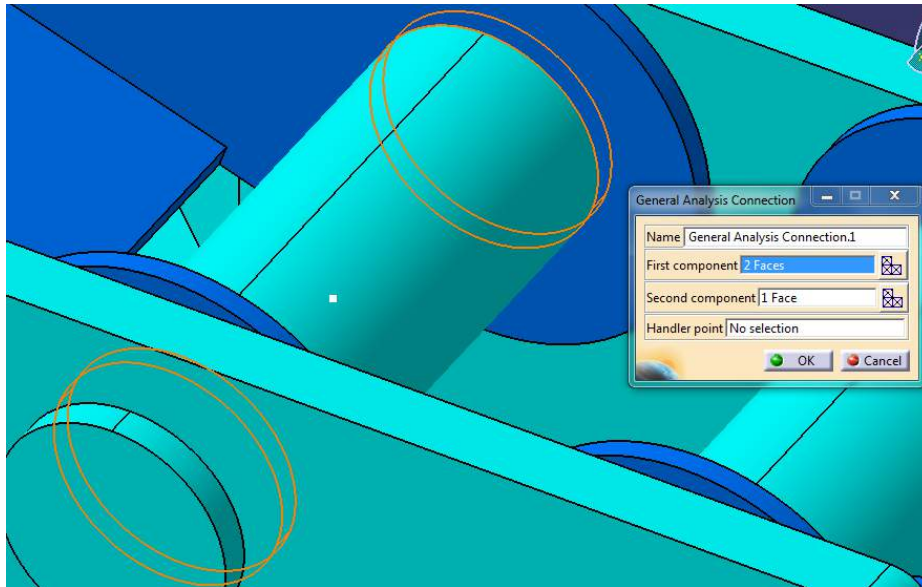 General Analysis Connection
Name General Analysis Connection.1
First component 2 Faces
Second component 1 Face
Handler point No selection
OK Cancel